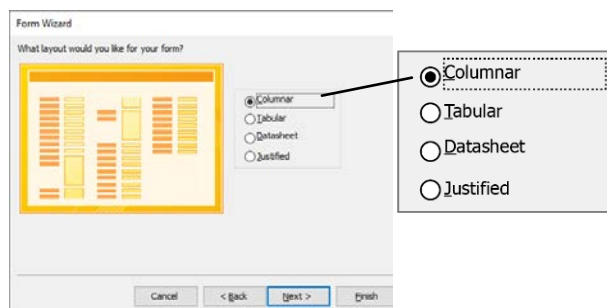 Form Wizard
What layout would you like for your form?
Columnar
Tabular
Datasheet
Justified
Cancel
< Back
Next >
Finish
Columnar
Tabular
Datasheet
Justified